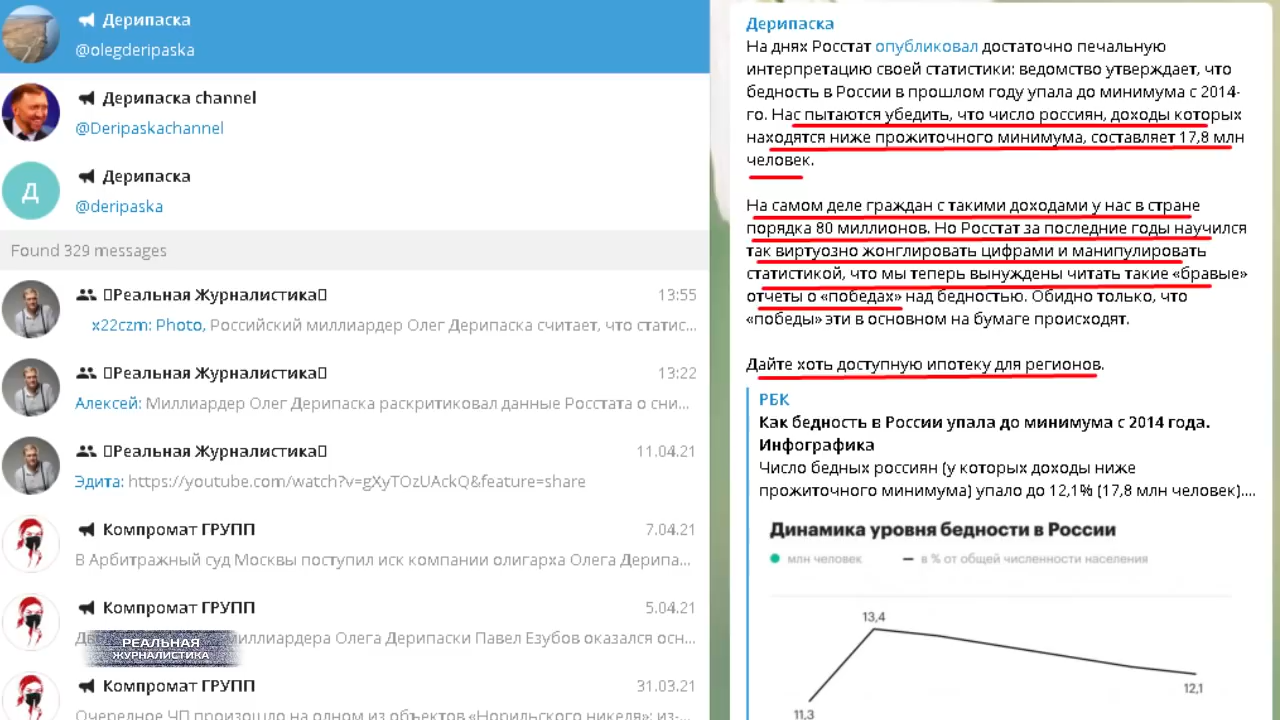 Дерипаска
@olegderipaska
Дерипаска channel
@Deripaskachannel
Д
Дерипаска
@deripaska
Found 329 messages
Реальная Журналистика 13:55
x22czm: Photo, Российский миллиардер Олег Дерипаска считает, что статис...
Реальная Журналистика 13:22
Алексей: Миллиардер Олег Дерипаска раскритиковал данные Росстата о сни...
Реальная Журналистика 11.04.21
Эдита: https://youtube.com/watch?v=gXyTOzUAckQ&feature=share
Компромат ГРУПП 7.04.21
В Арбитражный суд Москвы поступил иск компании олигарха Олега Дерипа...
Компромат ГРУПП 5.04.21
миллиардера Олега Дерипаски Павел Езубов оказался осн...
РЕАЛЬНАЯ
ЖУРНАЛИСТИКА
Компромат ГРУПП 31.03.21
Очередное ЧП произошло на одном из объектов «Норильского никеля»: из-...
Дерипаска
На днях Росстат опубликовал достаточно печальную
интерпретацию своей статистики: ведомство утверждает, что
бедность в России в прошлом году упала до минимума с 2014-
го. Нас пытаются убедить, что число россиян, доходы которых
находятся ниже прожиточного минимума, составляет 17,8 млн
человек.
На самом деле граждан с такими доходами у нас в стране
порядка 80 миллионов. Но Росстат за последние годы научился
так виртуозно жонглировать цифрами и манипулировать
статистикой, что мы теперь вынуждены читать такие «бравые»
отчеты о «победах» над бедностью. Обидно только, что
«победы» эти в основном на бумаге происходят.
Дайте хоть доступную ипотеку для регионов.
РБК
Как бедность в России упала до минимума с 2014 года.
Инфографика
Число бедных россиян (у которых доходы ниже
прожиточного минимума) упало до 12,1% (17,8 млн человек)....
Динамика уровня бедности в России
млн человек
в % от общей численности населения
13,4
12,1
11,3